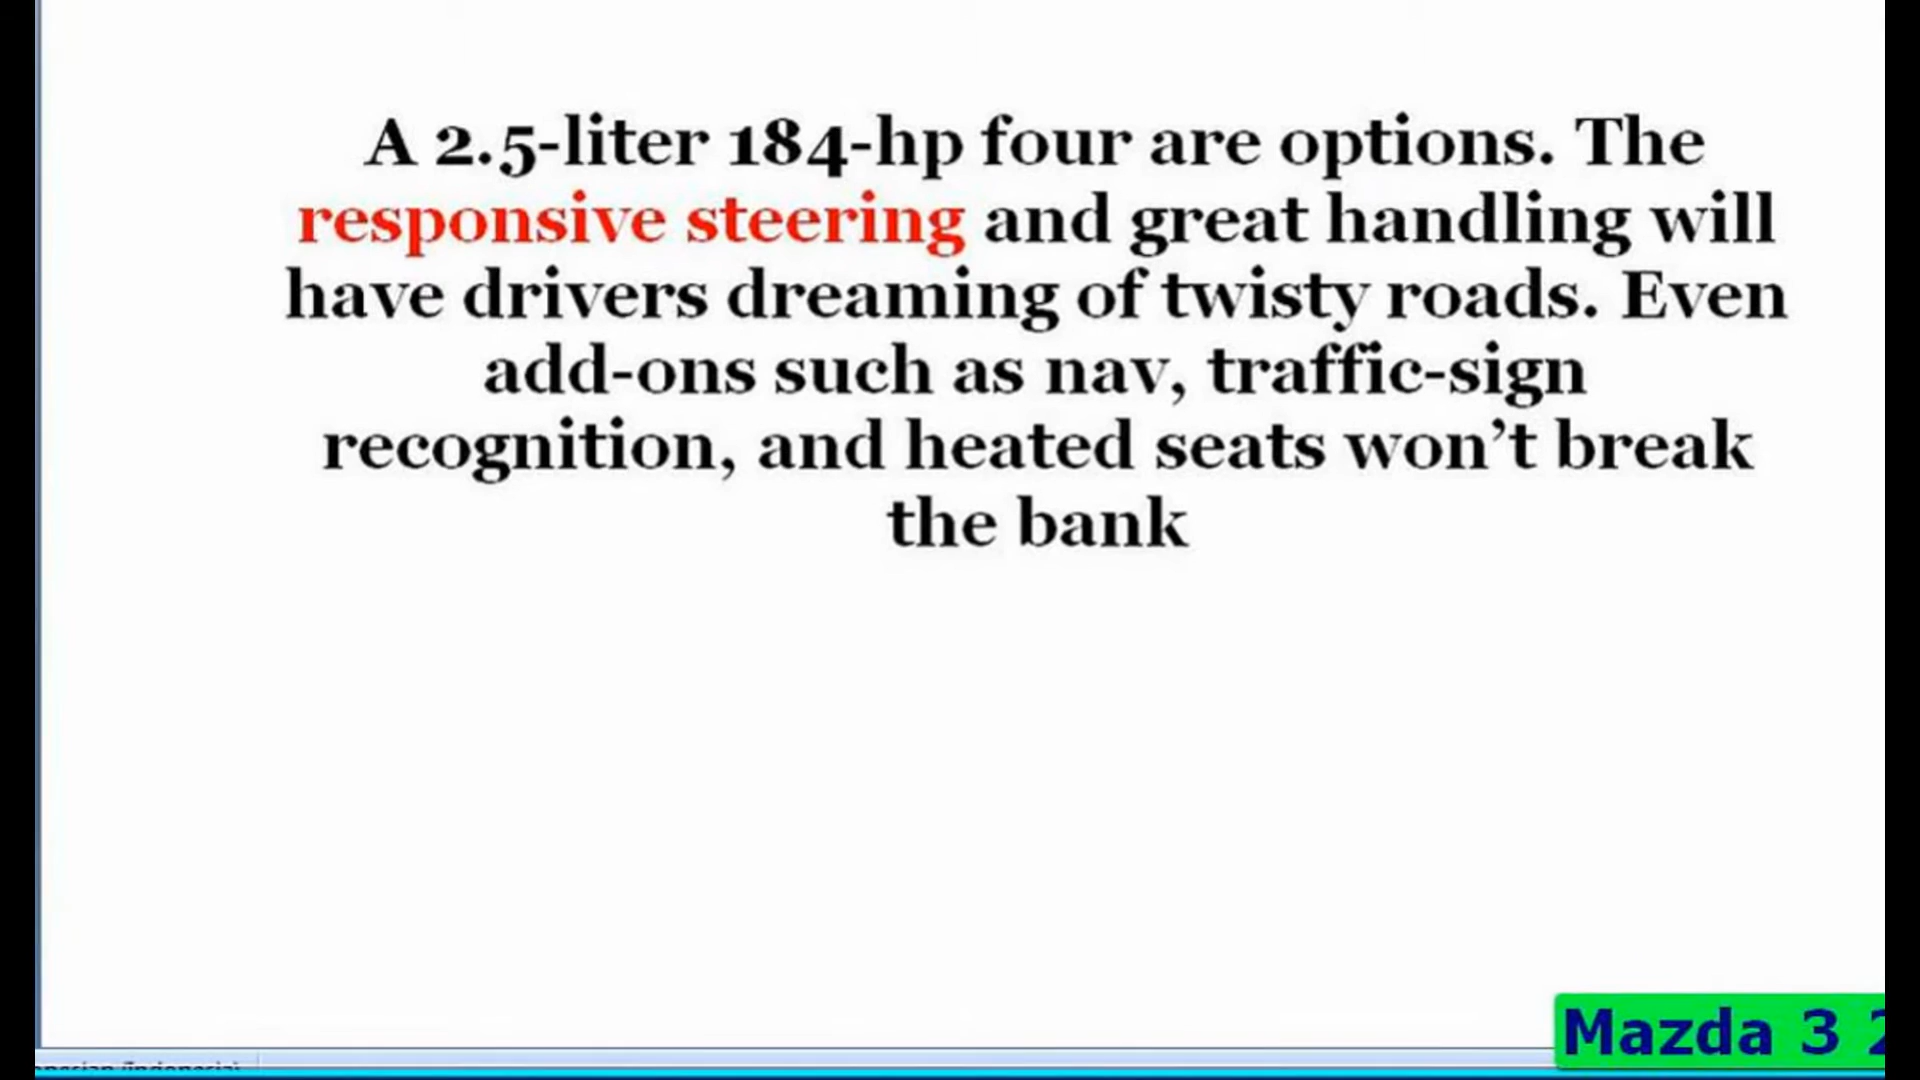 A 2.5-liter 184-hp four are options. The
responsive steering and great handling will
have drivers dreaming of twisty roads. Even
add-ons such as nav, traffic-sign
recognition, and heated seats won’t break
the bank
Mazda 3 2